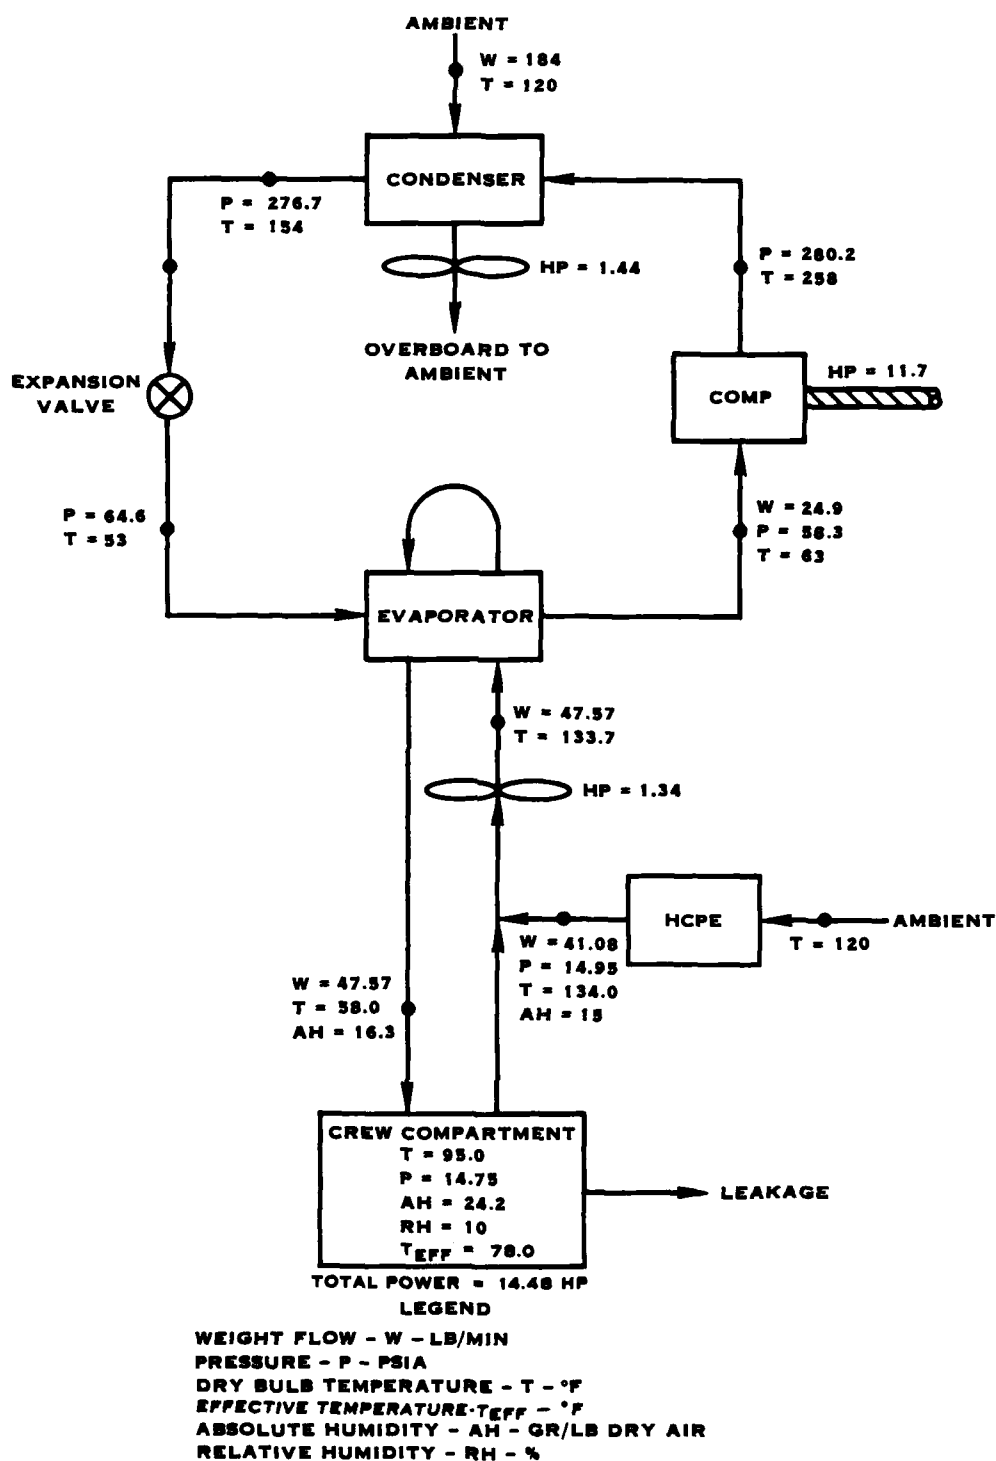 AMBIENT
W = 184
T = 120
CONDENSER
P = 276.7
T = 154
HP = 1.44
P = 280.2
T = 258
OVERBOARD TO
AMBIENT
EXPANSION
VALVE
HP = 11.7
COMP
P = 64.6
T = 53
W = 24.9
P = 58.3
T = 63
EVAPORATOR
W = 47.57
T = 133.7
HP = 1.34
HCPE
AMBIENT
T = 120
W = 41.08
P = 14.95
T = 134.0
AH = 15
W = 47.57
T = 58.0
AH = 16.3
CREW COMPARTMENT
T = 95.0
P = 14.75
AH = 24.2
RH = 10
TEFF = 78.0
LEAKAGE
TOTAL POWER = 14.48 HP
LEGEND
WEIGHT FLOW - W - LB/MIN
PRESSURE - P - PSIA
DRY BULB TEMPERATURE - T - °F
EFFECTIVE TEMPERATURE-TEFF - °F
ABSOLUTE HUMIDITY - AH - GR/LB DRY AIR
RELATIVE HUMIDITY - RH - %